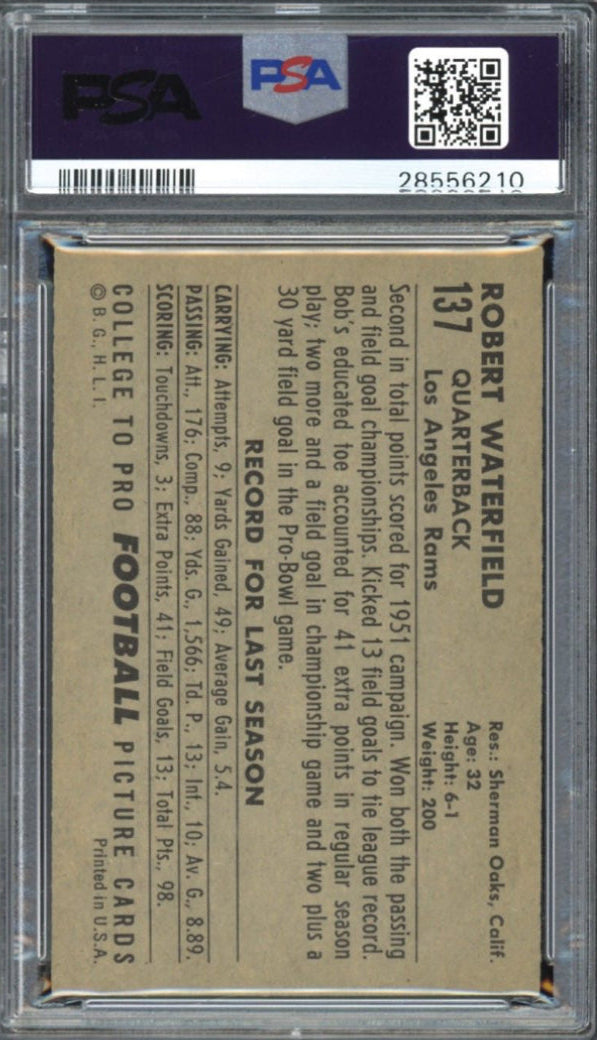 PSA
PSA
28556210
ROBERT WATERFIELD
137 QUARTERBACK
Los Angeles Rams
Res.: Sherman Oaks, Calif.
Age: 32
Height: 6-1
Weight: 200
Second in total points scored for 1951 campaign. Won both the passing
and field goal championships. Kicked 13 field goals to tie league record.
Bob's educated toe accounted for 41 extra points in regular season
play; two more and a field goal in championship game and two plus a
30 yard field goal in the Pro-Bowl game.
RECORD FOR LAST SEASON
CARRYING: Attempts, 9; Yards Gained, 49; Average Gain, 5.4.
PASSING: Att., 176; Comp., 88; Yds. G., 1,566; Td. P., 13; Int., 10; Av. G., 8.89.
SCORING: Touchdowns, 3; Extra Points, 41; Field Goals, 13; Total Pts., 98.
COLLEGE TO PRO FOOTBALL PICTURE CARDS
© B. G., H. L. I.
Printed in U.S.A.